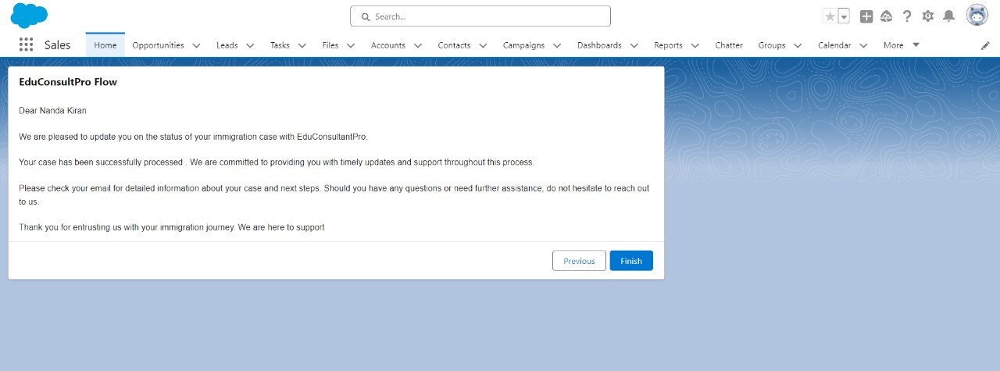 Search...
Sales
Home
Opportunities
Leads
Tasks
Files
Accounts
Contacts
Campaigns
Dashboards
Reports
Chatter
Groups
Calendar
More
EduConsultPro Flow
Dear Nanda Kiran
We are pleased to update you on the status of your immigration case with EduConsultantPro.
Your case has been successfully processed . We are committed to providing you with timely updates and support throughout this process.
Please check your email for detailed information about your case and next steps. Should you have any questions or need further assistance, do not hesitate to reach out
to us.
Thank you for entrusting us with your immigration journey. We are here to support
Previous
Finish